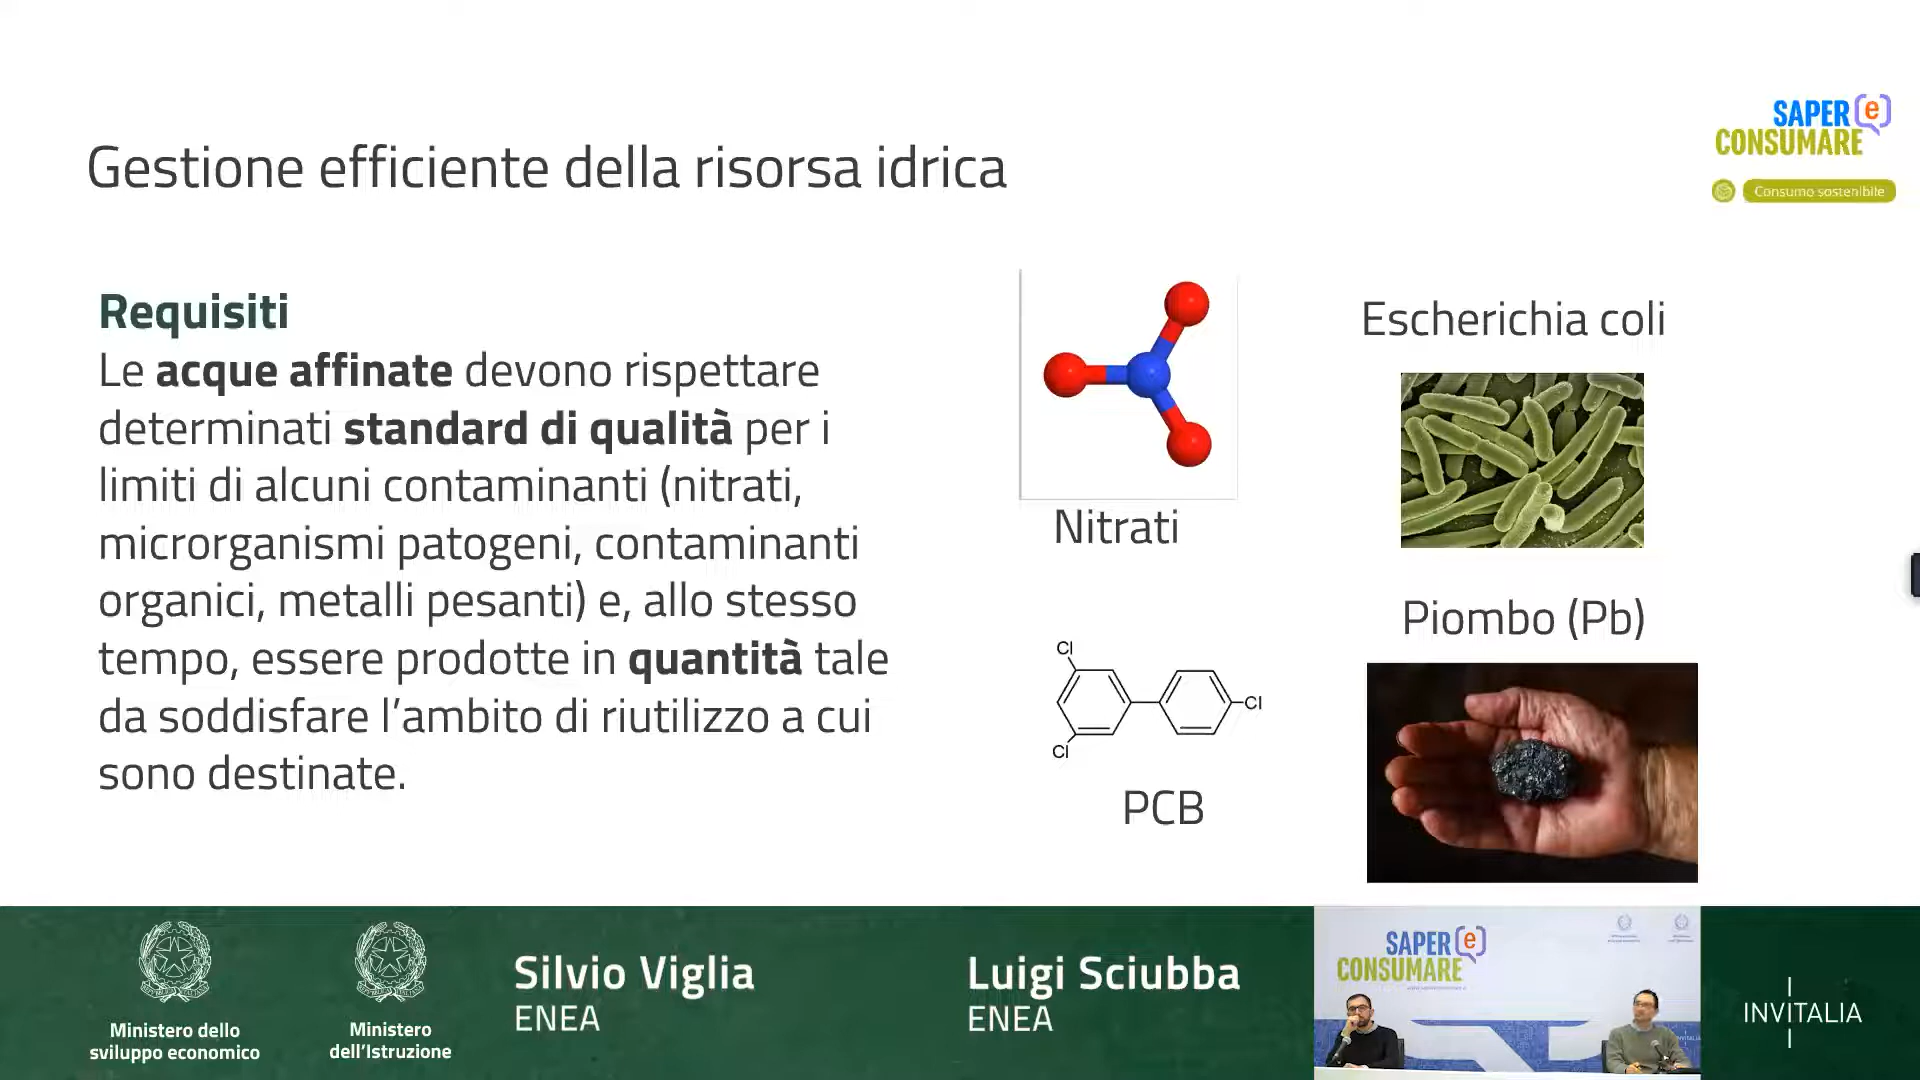 SAPER(e)
CONSUMARE
Consumo sostenibile
Gestione efficiente della risorsa idrica
Requisiti
Le acque affinate devono rispettare
determinati standard di qualità per i
limiti di alcuni contaminanti (nitrati,
microrganismi patogeni, contaminanti
organici, metalli pesanti) e, allo stesso
tempo, essere prodotte in quantità tale
da soddisfare l’ambito di riutilizzo a cui
sono destinate.
Nitrati
Escherichia coli
Cl
Cl
Cl
PCB
Piombo (Pb)
Ministero dello
sviluppo economico
Ministero
dell’Istruzione
Silvio Viglia
ENEA
Luigi Sciubba
ENEA
SAPER(e)
CONSUMARE
INVITALIA